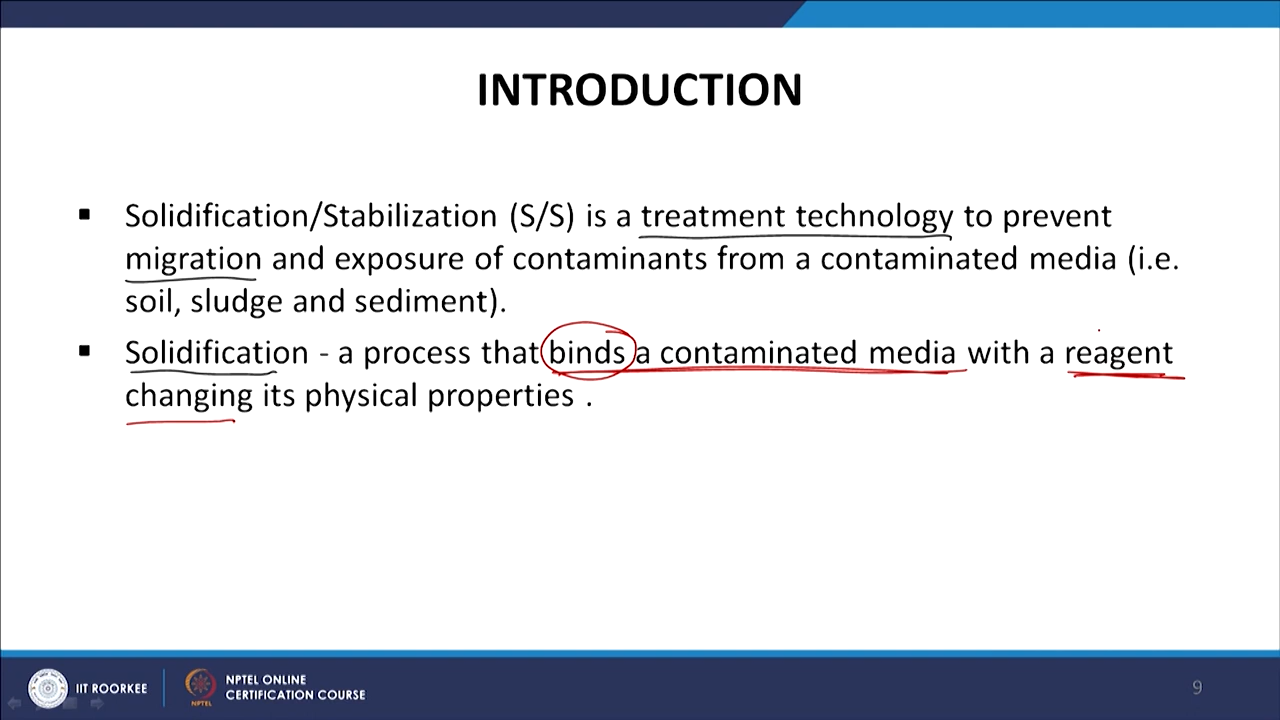 INTRODUCTION
▪ Solidification/Stabilization (S/S) is a treatment technology to prevent
migration and exposure of contaminants from a contaminated media (i.e.
soil, sludge and sediment).
▪ Solidification - a process that binds a contaminated media with a reagent
changing its physical properties .
IIT ROORKEE
NPTEL
NPTEL ONLINE
CERTIFICATION COURSE
9